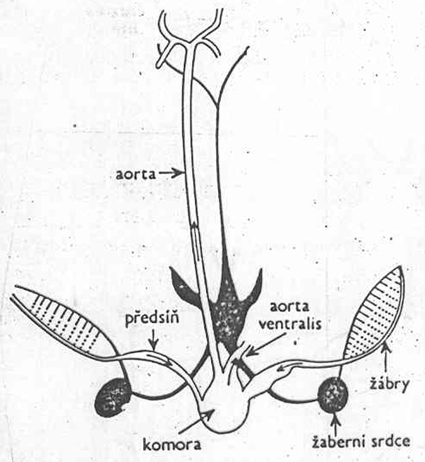 aorta
předsíň
aorta
ventralis
žábry
komora
žaberní srdce